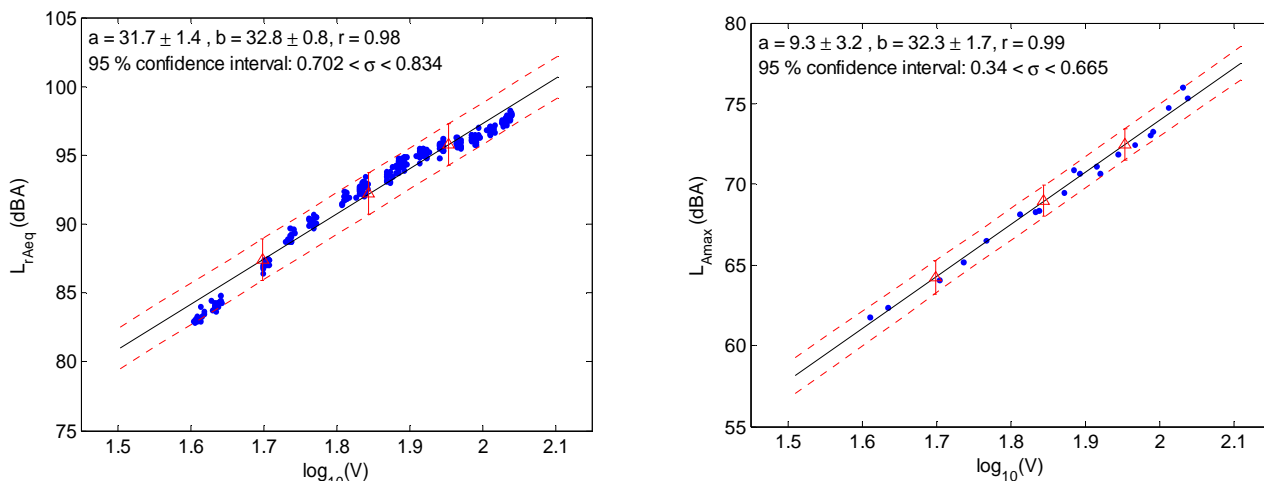 a = 31.7 ± 1.4 , b = 32.8 ± 0.8, r = 0.98
95 % confidence interval: 0.702 < σ < 0.834
105
100
95
90
85
80
75
LrAeq (dBA)
1.5 1.6 1.7 1.8 1.9 2 2.1
log10(V)
a = 9.3 ± 3.2 , b = 32.3 ± 1.7, r = 0.99
95 % confidence interval: 0.34 < σ < 0.665
80
75
70
65
60
55
LAmax (dBA)
1.5 1.6 1.7 1.8 1.9 2 2.1
log10(V)